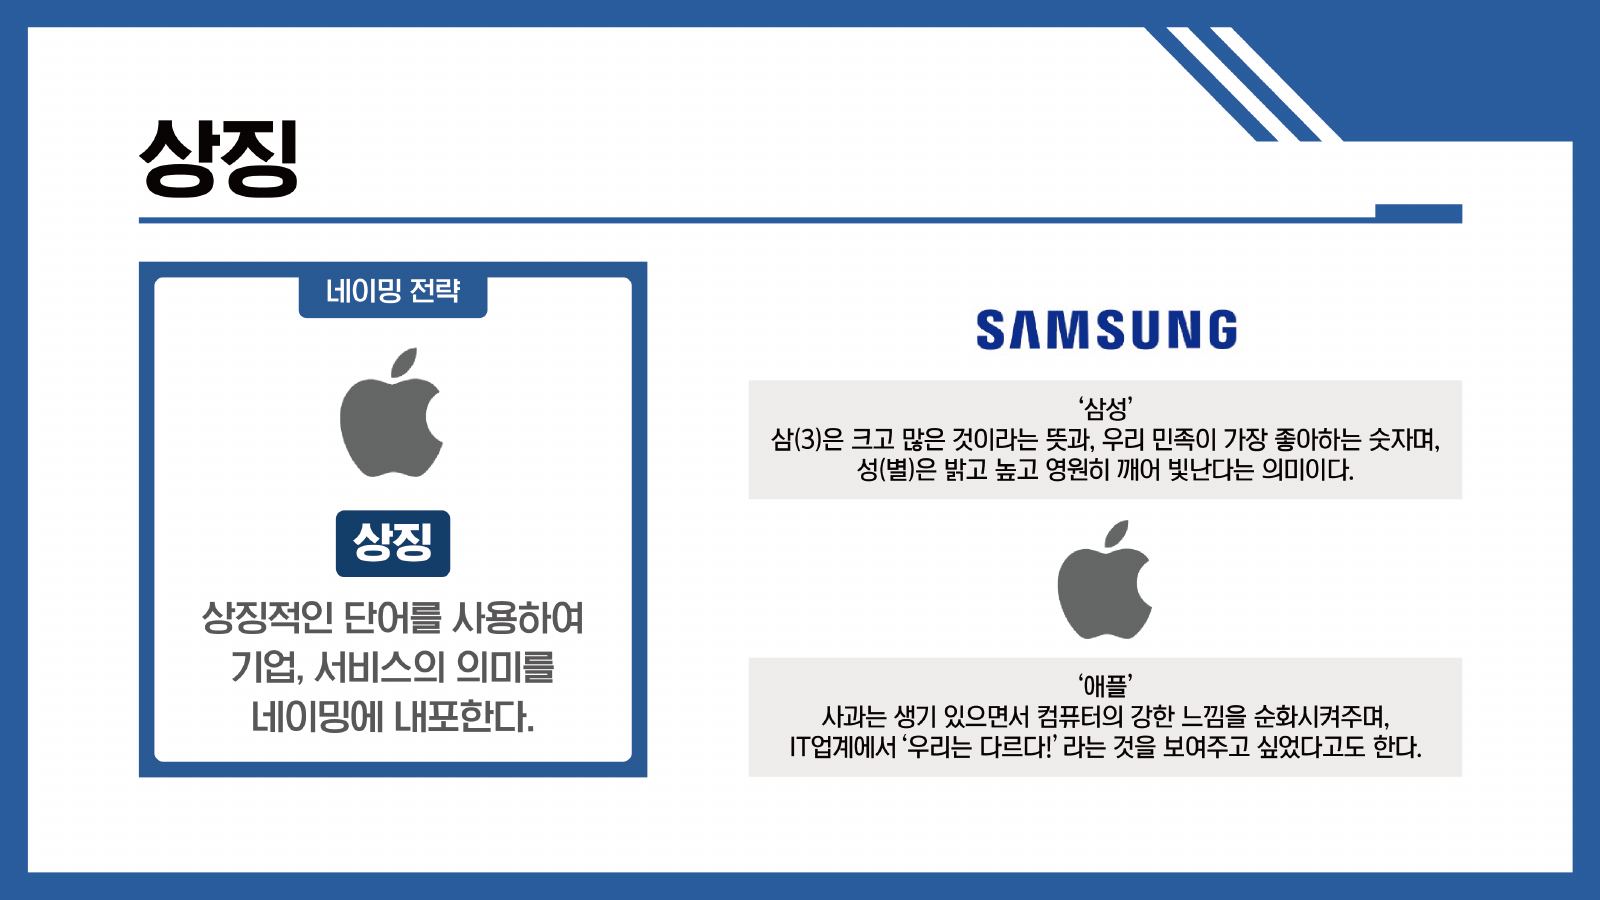 상징
네이밍 전략
상징
상징적인 단어를 사용하여
기업, 서비스의 의미를
네이밍에 내포한다.
SAMSUNG
‘삼성’
삼(3)은 크고 많은 것이라는 뜻과, 우리 민족이 가장 좋아하는 숫자며,
성(별)은 밝고 높고 영원히 깨어 빛난다는 의미이다.
‘애플’
사과는 생기 있으면서 컴퓨터의 강한 느낌을 순화시켜주며,
IT업계에서 ‘우리는 다르다!’ 라는 것을 보여주고 싶었다고도 한다.